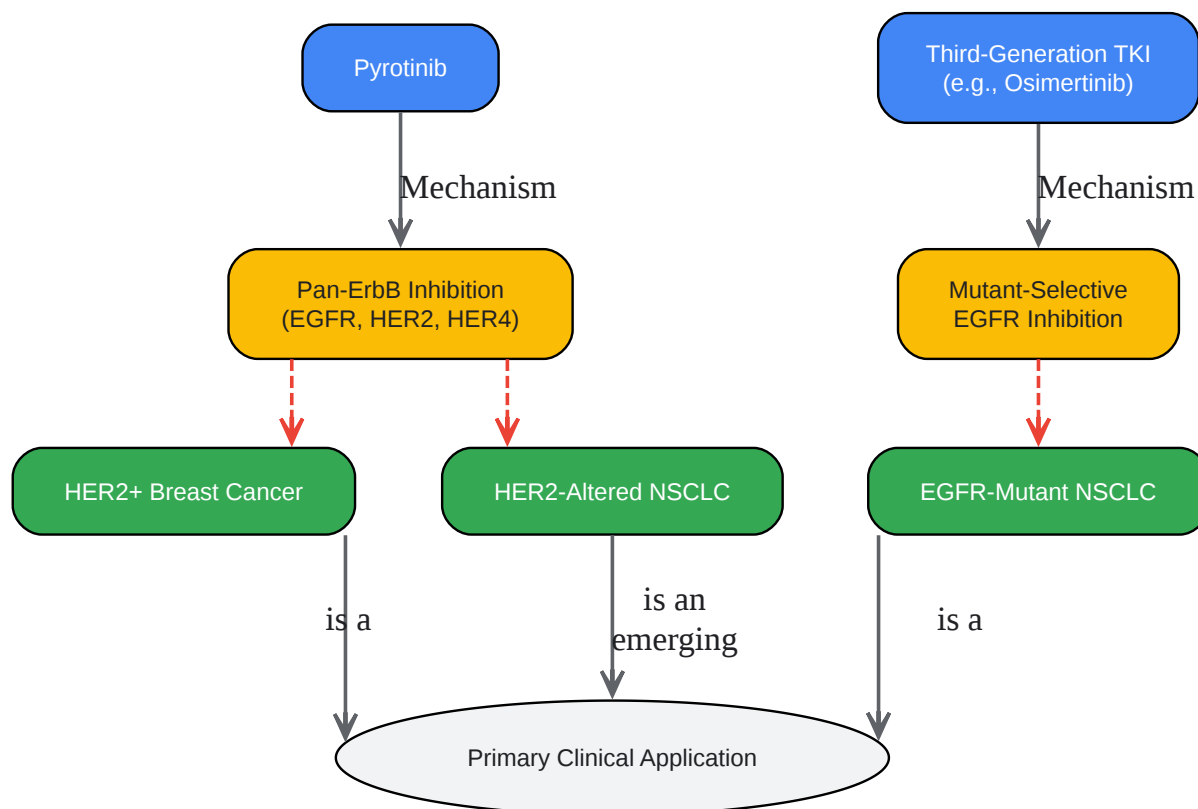 Pyrotinib
Third-Generation TKI
(e.g., Osimertinib)
Mechanism
Mechanism
Pan-ErbB Inhibition
(EGFR, HER2, HER4)
Mutant-Selective
EGFR Inhibition
HER2+ Breast Cancer
HER2-Altered NSCLC
EGFR-Mutant NSCLC
is a
is an
emerging
is a
Primary Clinical Application